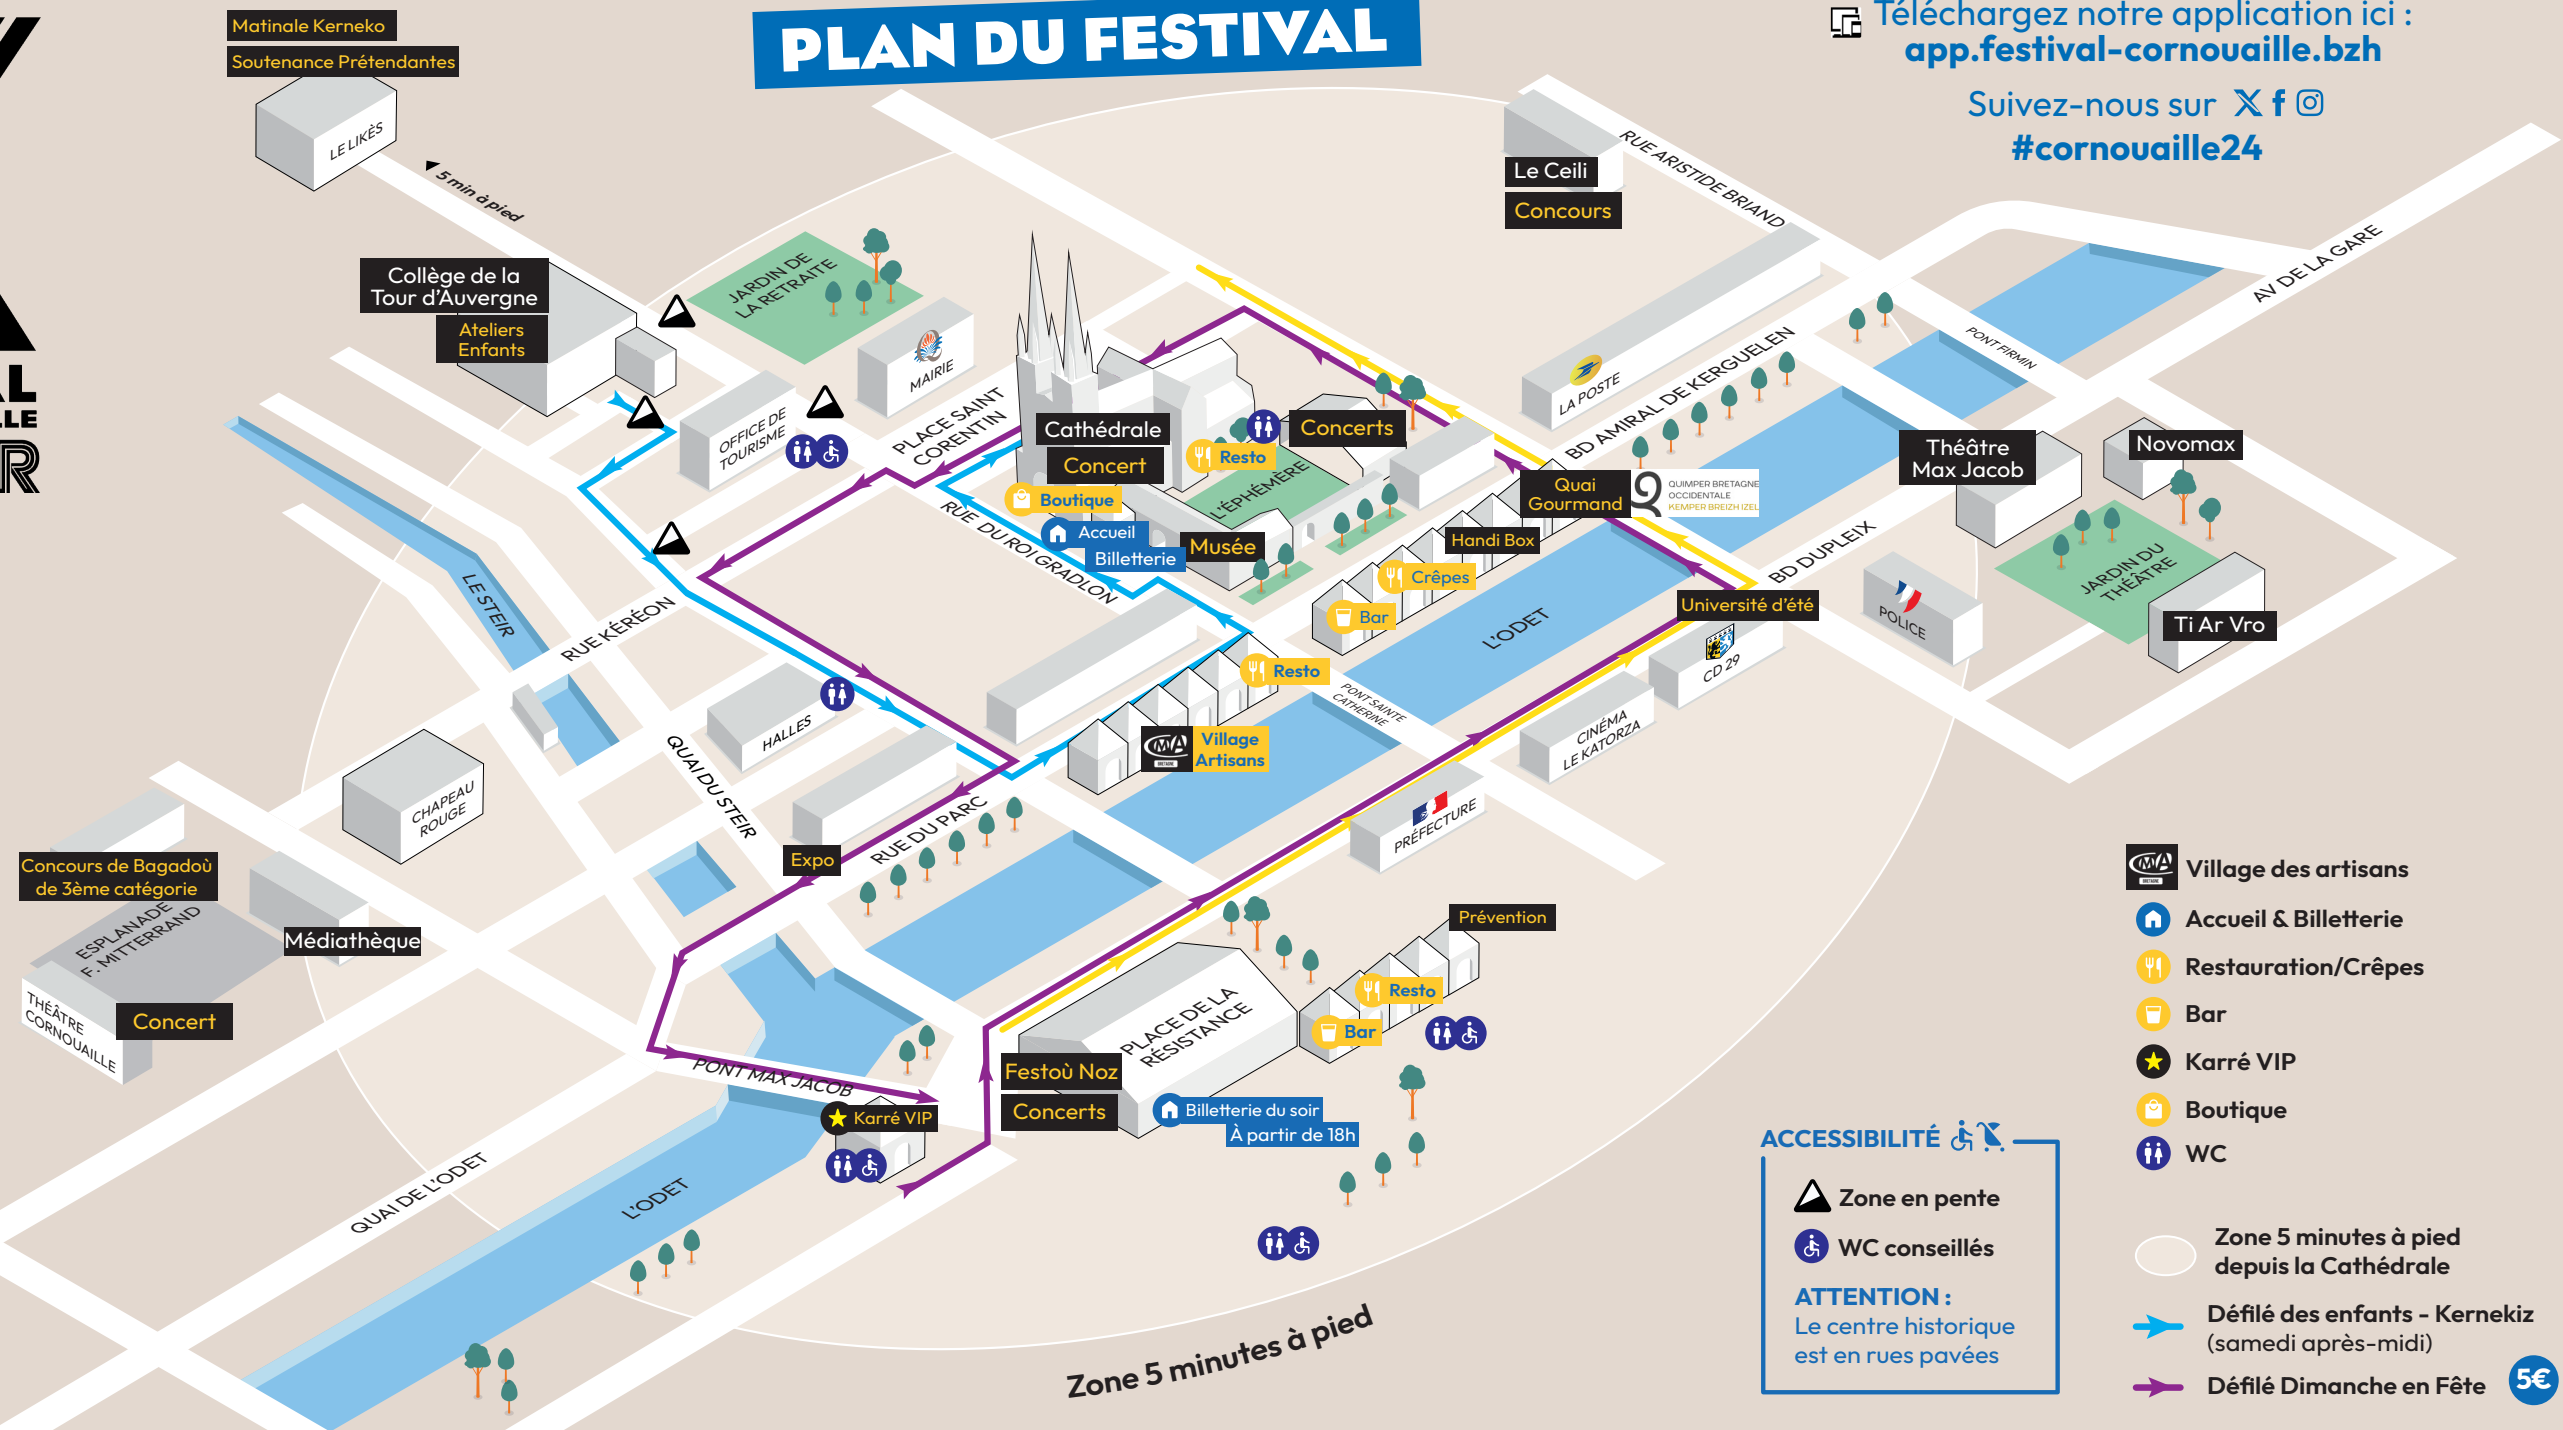 PLAN DU FESTIVAL
Téléchargez notre application ici :
app.festival-cornouaille.bzh
Suivez-nous sur
#cornouaille24
Matinale Kerneko
Soutenance Prétendantes
LE LIKÈS
5 min à pied
Collège de la
Tour d'Auvergne
Ateliers
Enfants
JARDIN DE
LA RETRAITE
MAIRIE
OFFICE DE
TOURISME
PLACE SAINT
CORENTIN
Cathédrale
Concert
Boutique
Accueil
Billetterie
Resto
Concerts
L'ÉPHÉMÈRE
Musée
RUE DU ROI GRADLON
Le Ceili
Concours
RUE ARISTIDE BRIAND
LA POSTE
BD AMIRAL DE KERGUELEN
AV DE LA GARE
PONT FIRMIN
Quai
Gourmand
QUIMPER BRETAGNE
OCCIDENTALE
KEMPER BREIZH IZEL
Handi Box
Crêpes
Bar
Théâtre
Max Jacob
Novomax
BD DUPLEIX
JARDIN DU
THÉÂTRE
Ti Ar Vro
POLICE
Université d'été
CD 29
CINÉMA
LE KATORZA
L'ODET
PONT SAINTE
CATHERINE
PRÉFECTURE
Resto
CMA
BRETAGNE
Village
Artisans
LE STEIR
RUE KÉRÉON
HALLES
QUAI DU STEIR
CHAPEAU
ROUGE
Expo
RUE DU PARC
Concours de Bagadoù
de 3ème catégorie
ESPLANADE
F. MITTERRAND
Médiathèque
THÉÂTRE
CORNOUAILLE
Concert
PONT MAX JACOB
Karré VIP
QUAI DE L'ODET
L'ODET
PLACE DE LA
RÉSISTANCE
Festoù Noz
Concerts
Billetterie du soir
À partir de 18h
Prévention
Resto
Bar
Zone 5 minutes à pied
ACCESSIBILITÉ
Zone en pente
WC conseillés
ATTENTION :
Le centre historique
est en rues pavées
CMA
BRETAGNE
Village des artisans
Accueil & Billetterie
Restauration/Crêpes
Bar
Karré VIP
Boutique
WC
Zone 5 minutes à pied
depuis la Cathédrale
Défilé des enfants - Kernekiz
(samedi après-midi)
Défilé Dimanche en Fête
5€